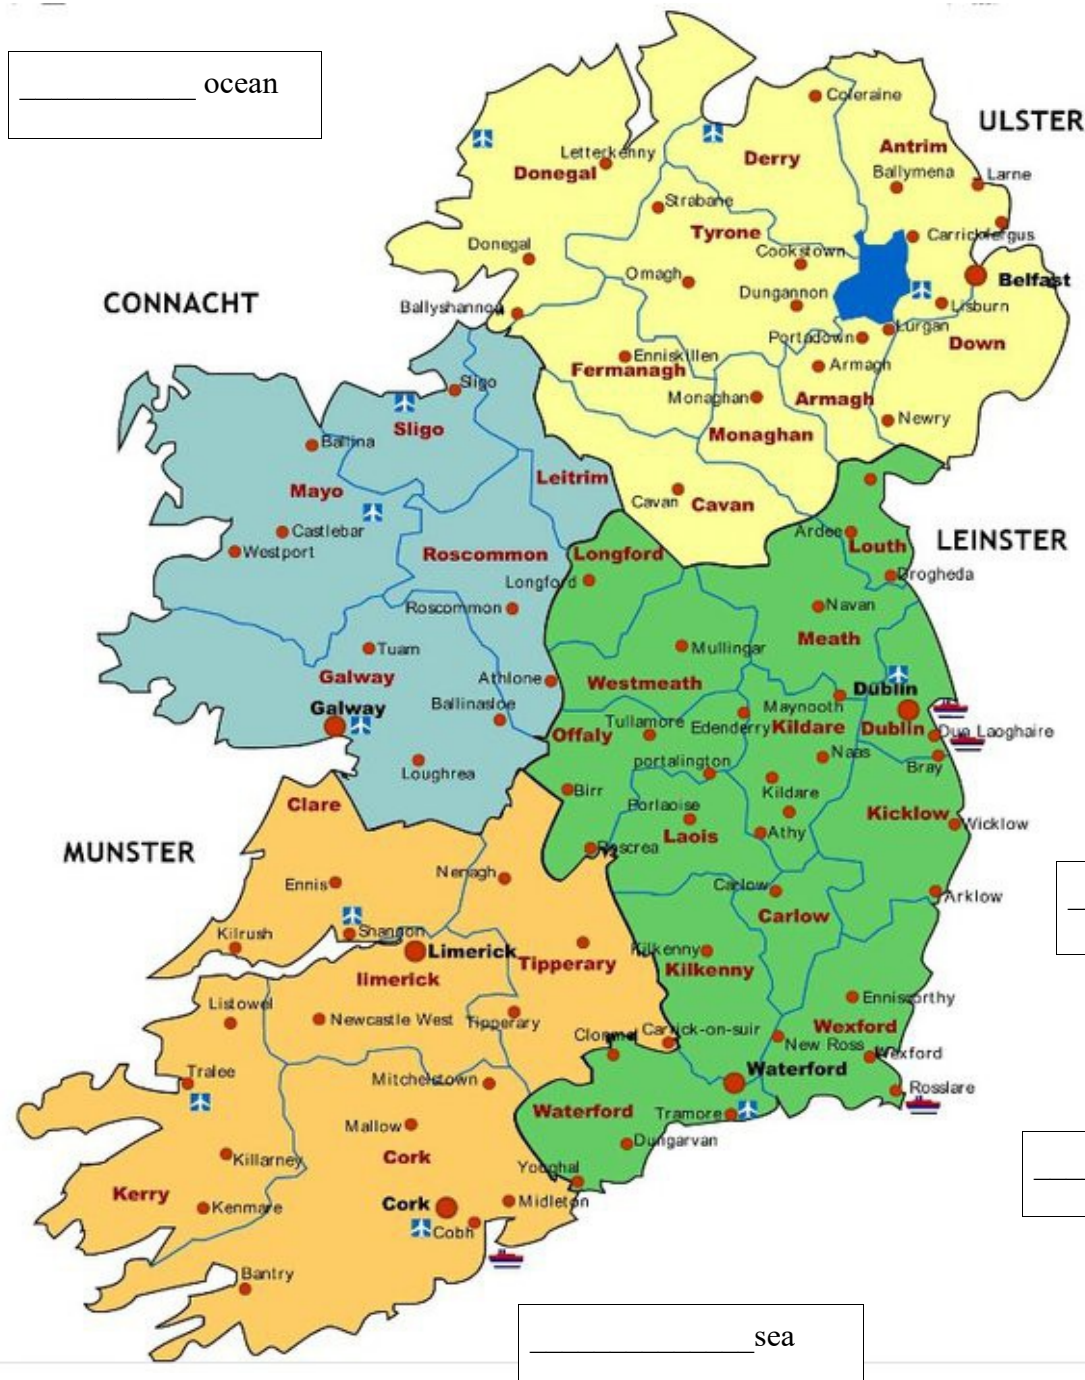 ____________ ocean
Coleraine
ULSTER
Antrim
Letterkenny
Derry
Donegal
Ballymena
Larne
Strabane
Tyrone
Carrickfergus
Donegal
Cookstown
Omagh
Belfast
CONNACHT
Dungannon
Lisburn
Ballyshannon
Lurgan
Portadown
Down
Enniskillen
Armagh
Fermanagh
Sligo
Monaghan
Armagh
Newry
Sligo
Monaghan
Ballina
Leitrim
Mayo
Cavan
Cavan
Castlebar
Ardee
LEINSTER
Westport
Roscommon
Longford
Louth
Longford
Drogheda
Roscommon
Navan
Meath
Tuam
Mullingar
Galway
Athlone
Westmeath
Dublin
Galway
Ballinasloe
Maynooth
Tullamore
Edenderry
Kildare
Dublin
Dun Laoghaire
Offaly
Naas
portalington
Bray
Loughrea
Birr
Kildare
Clare
Porlaoise
Kicklow
Wicklow
MUNSTER
Laois
Athy
Roscrea
Nenagh
Ennis
Carlow
Arklow
Carlow
Kilrush
Shannon
Limerick
Kilkenny
Tipperary
Kilkenny
limerick
Listowel
Enniscorthy
Newcastle West
Tipperary
Wexford
Clonmel
Carrick-on-suir
New Ross
Wexford
Tralee
Mitchelstown
Waterford
Rosslare
Waterford
Tramore
Mallow
Dungarvan
Killarney
Cork
Youghal
Kerry
Kenmare
Cork
Midleton
Cobh
Bantry
_______________sea